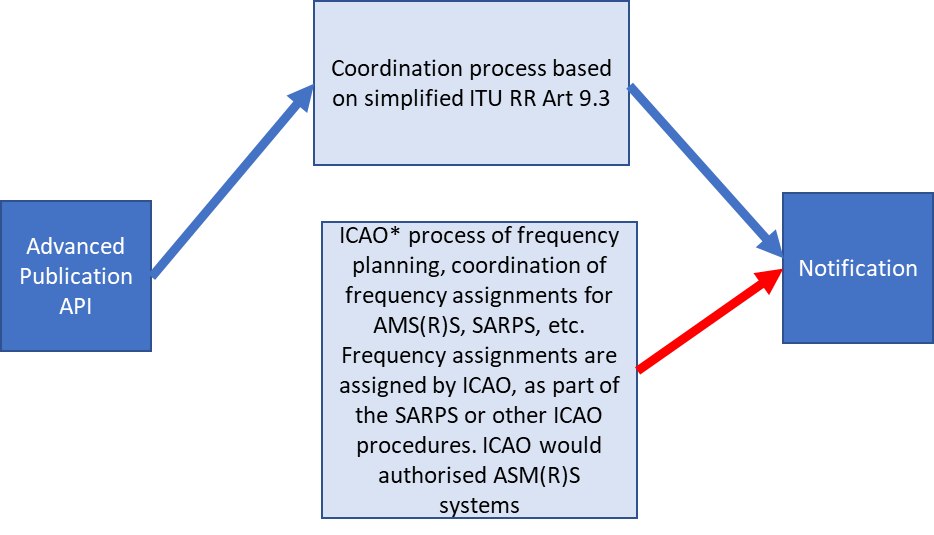 Coordination process based
on simplified ITU RR Art 9.3
Advanced
Publication
API
ICAO* process of frequency
planning, coordination of
frequency assignments for
AMS(R)S, SARPS, etc.
Frequency assignments are
assigned by ICAO, as part of
the SARPS or other ICAO
procedures. ICAO would
authorised ASM(R)S
systems
Notification